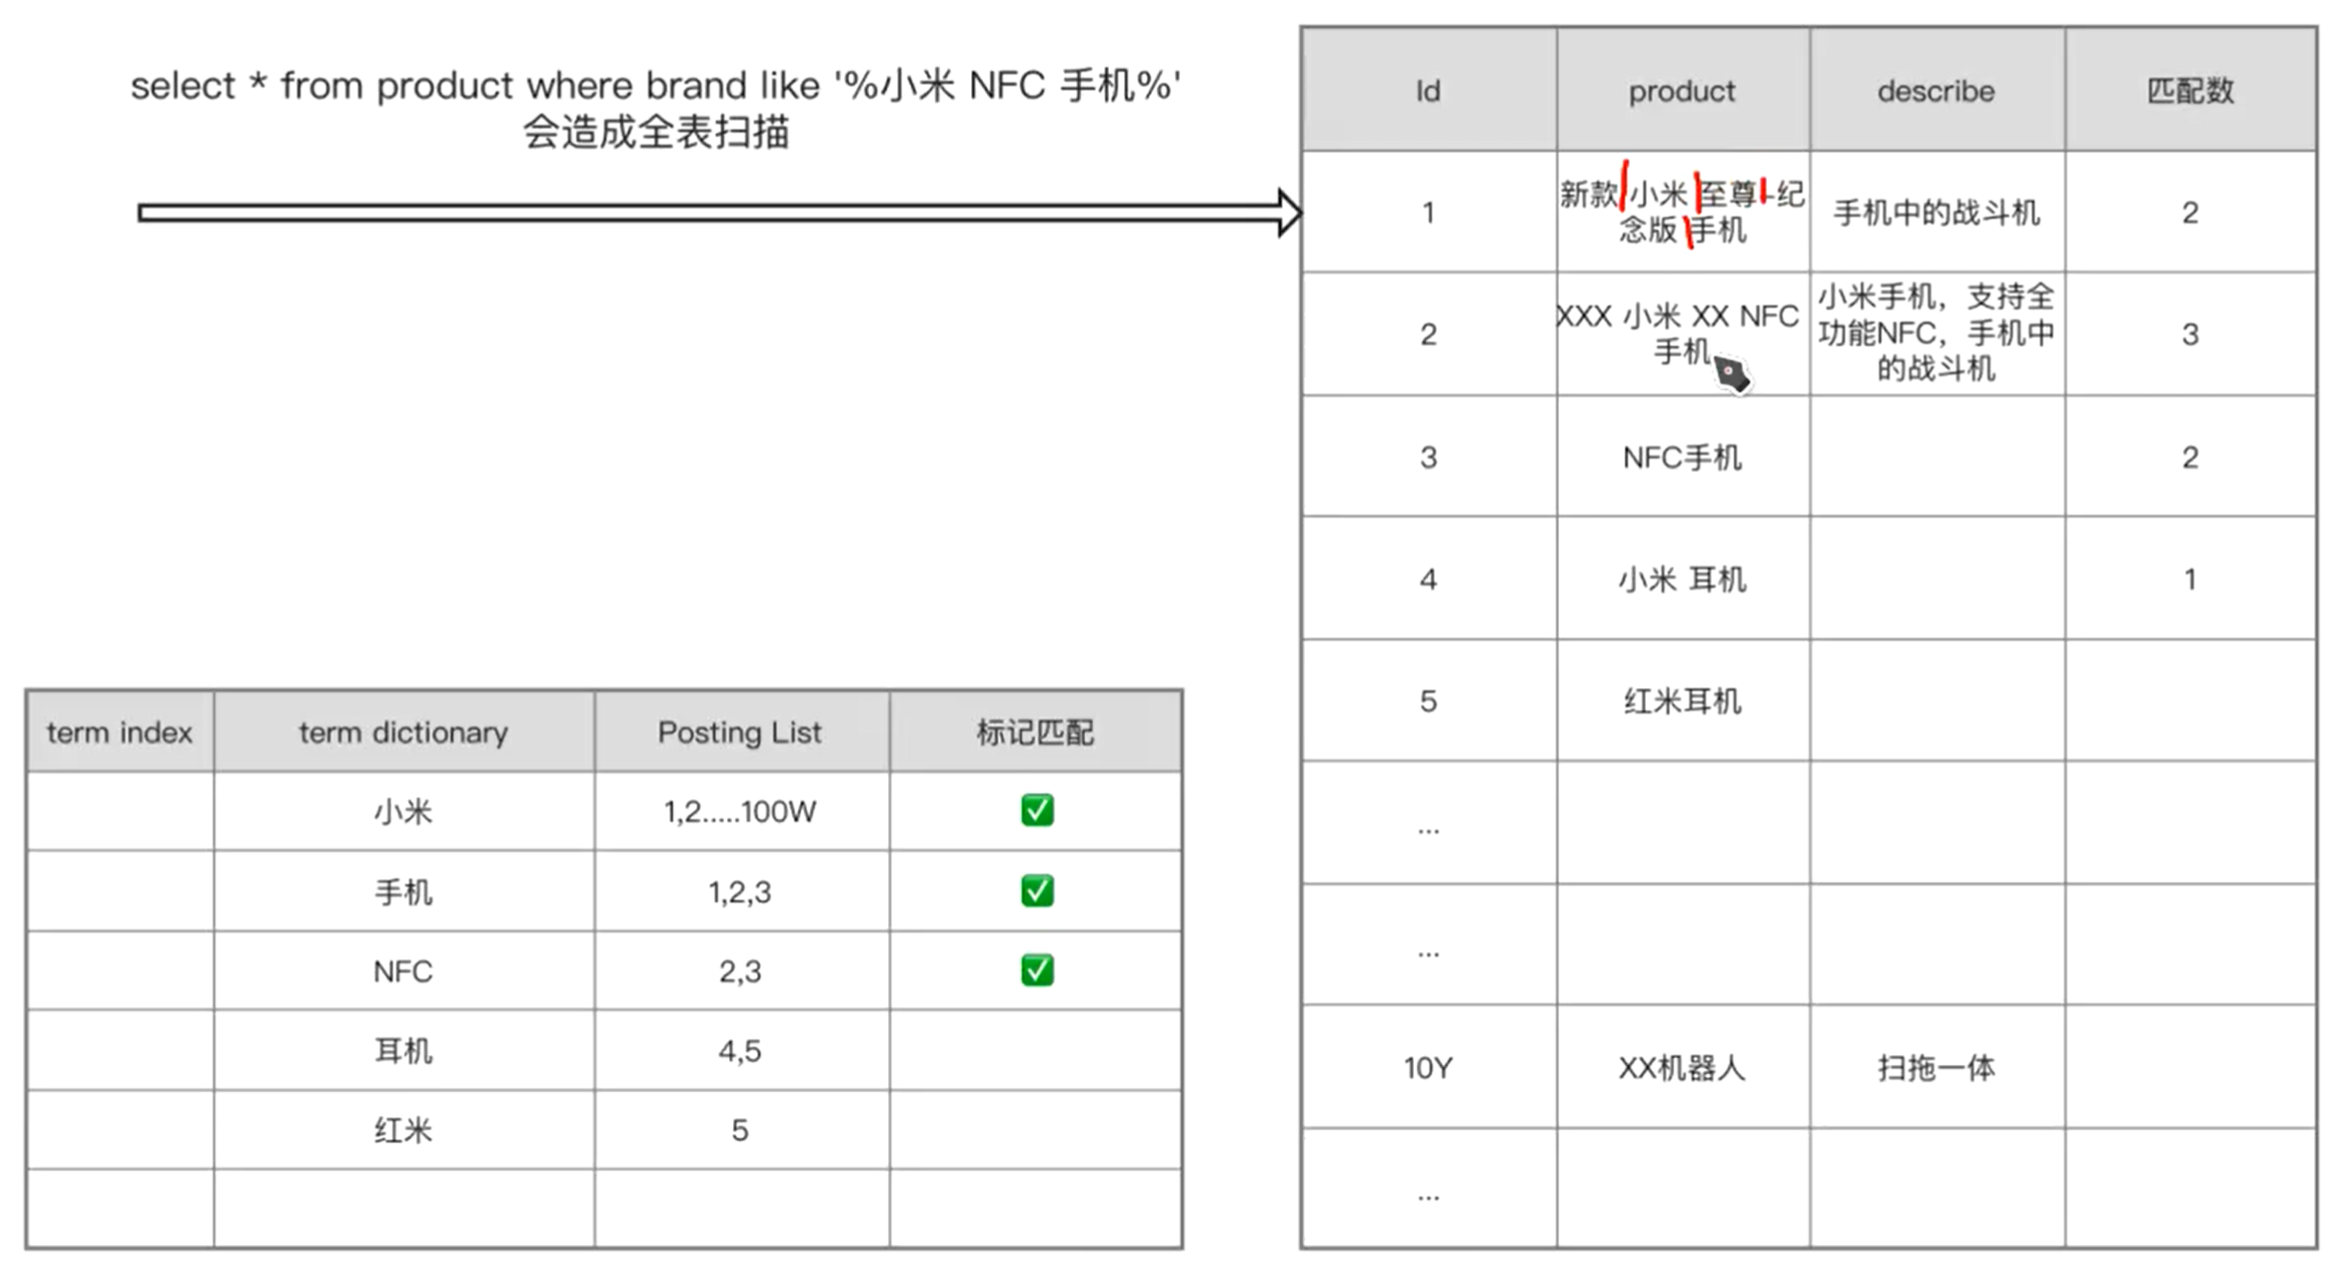 select * from product where brand like '%小米 NFC 手机%'
会造成全表扫描
Id
product
describe
匹配数
1
新款 小米 至尊 纪
念版 手机
手机中的战斗机
2
2
XXX 小米 XX NFC
手机
小米手机，支持全
功能NFC，手机中
的战斗机
3
3
NFC手机
2
4
小米 耳机
1
5
红米耳机
...
...
10Y
XX机器人
扫拖一体
...
term index
term dictionary
Posting List
标记匹配
小米
1,2.....100W
手机
1,2,3
NFC
2,3
耳机
4,5
红米
5